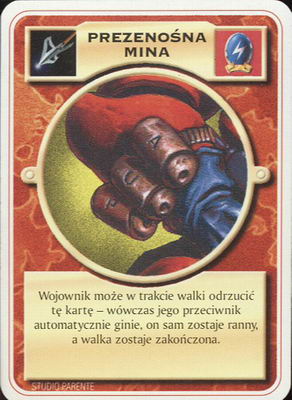 PREZENOŚNA
MINA
Wojownik może w trakcie walki odrzucić
tę kartę – wówczas jego przeciwnik
automatycznie ginie, on sam zostaje ranny,
a walka zostaje zakończona.
STUDIO PARENTE